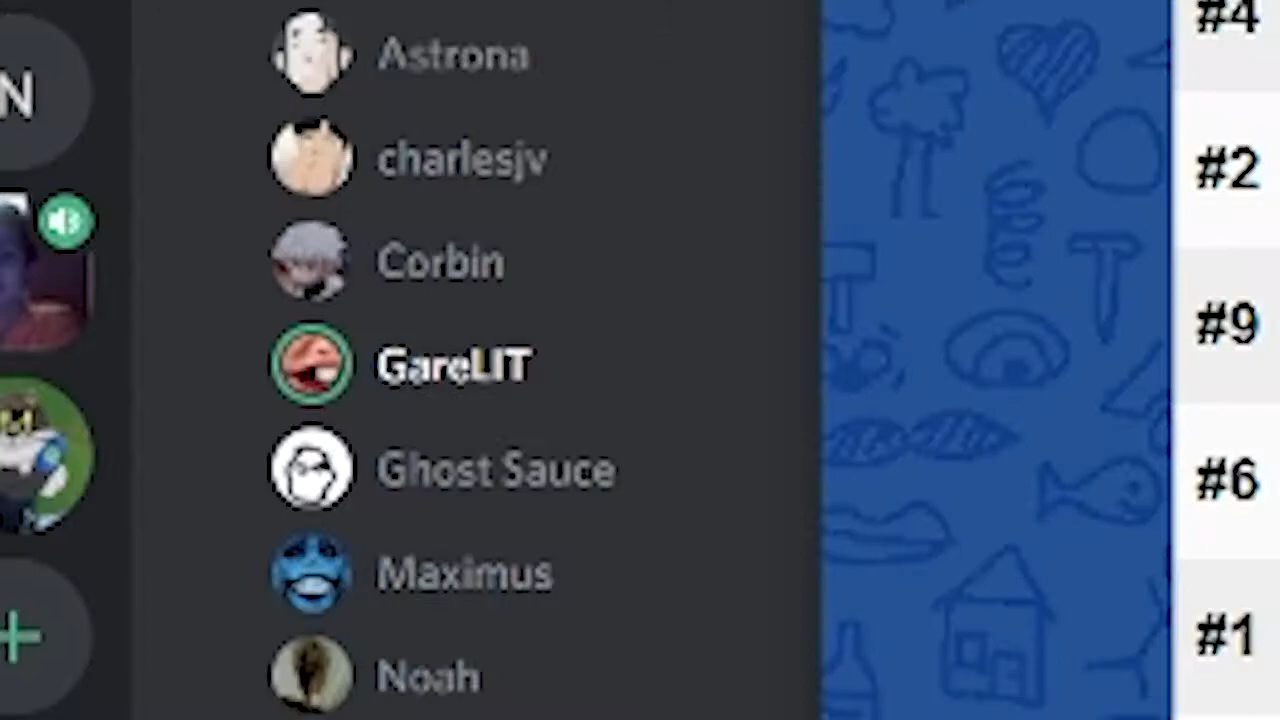 N
Astrona
charlesjv
Corbin
GareLIT
Ghost Sauce
Maximus
Noah
#4
#2
#9
#6
#1